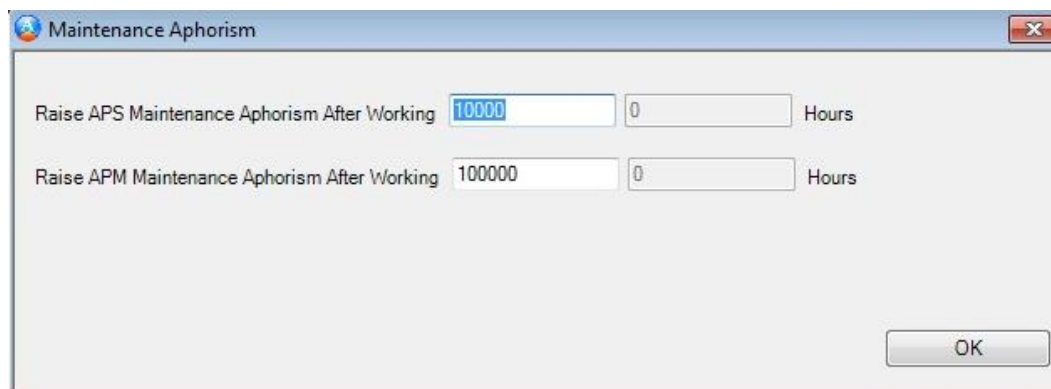 Maintenance Aphorism
Raise APS Maintenance Aphorism After Working 10000 0 Hours
Raise APM Maintenance Aphorism After Working 100000 0 Hours
OK